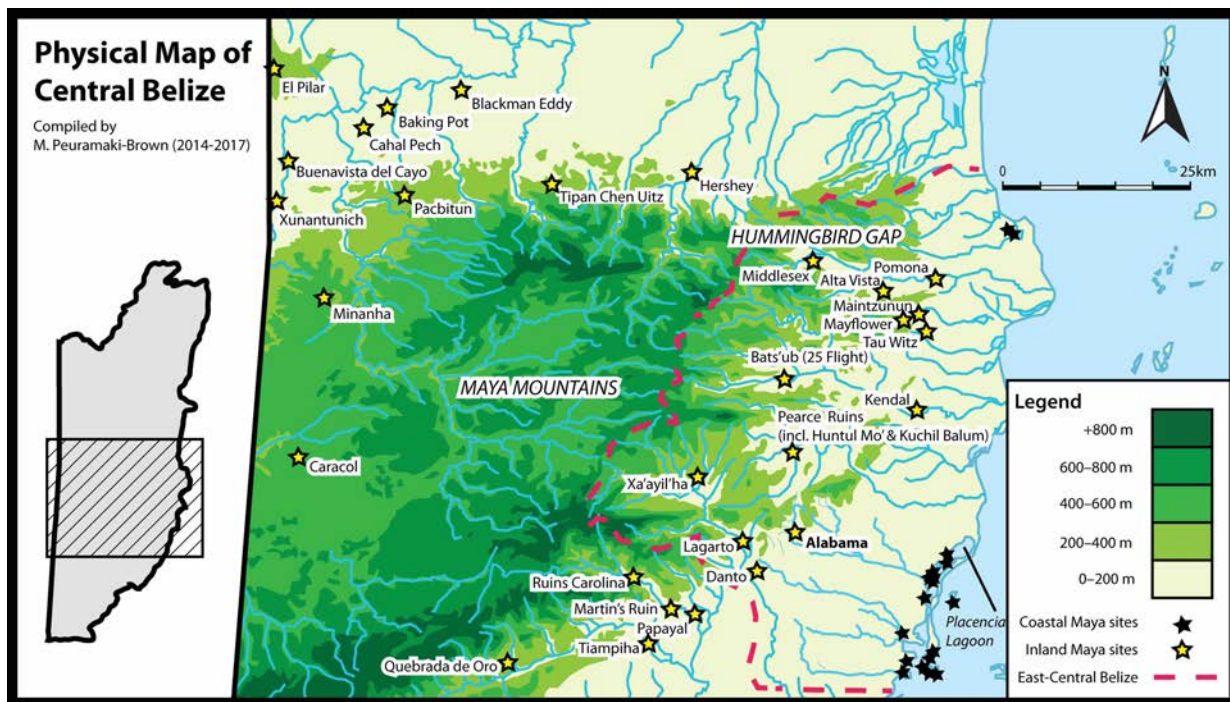 Physical Map of
Central Belize
Compiled by
M. Peuramaki-Brown (2014-2017)
El Pilar
Blackman Eddy
Baking Pot
Cahal Pech
Buenavista del Cayo
Xunantunich
Pacbitun
Tipan Chen Uitz
Hershey
N
0
25km
HUMMINGBIRD GAP
Middlesex
Pomona
Alta Vista
Maintzunun
Mayflower
Tau Witz
Minanha
MAYA MOUNTAINS
Bats'ub (25 Flight)
Kendal
Pearce Ruins
(incl. Huntul Mo' & Kuchil Balum)
Caracol
Xa'ayil'ha
Alabama
Lagarto
Danto
Ruins Carolina
Martin's Ruin
Papayal
Tiampiha
Quebrada de Oro
Placencia
Lagoon
Legend
+800 m
600–800 m
400–600 m
200–400 m
0–200 m
Coastal Maya sites
Inland Maya sites
East-Central Belize